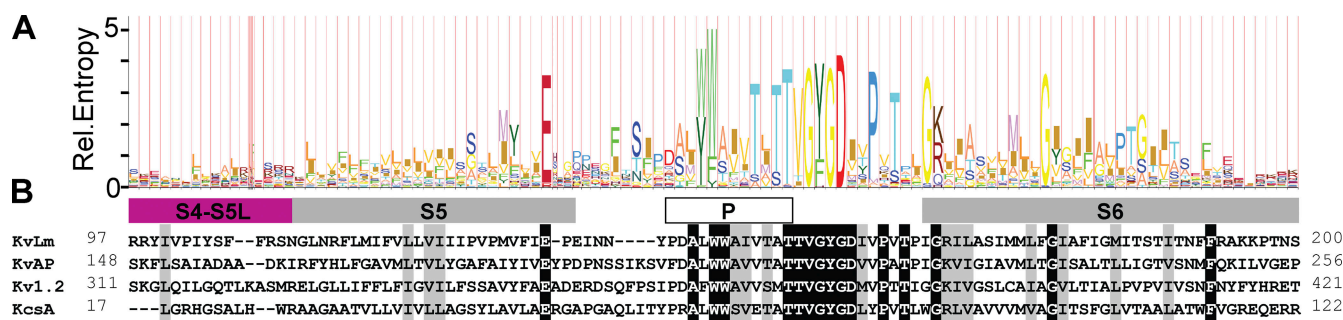 A
Rel.Entropy
5
0
B
S4-S5L S5 P S6
KvLm 97 RRYIVPIYSF--FRSNGLNRFLMIFVLLVIIIPVPMVFIE-PEINN----YPDALWWAIVTATTVGYGDIVPVTPIGRILASIMMLFGIAFIGMITSTITNFFRAKKPTNS 200
KvAP 148 SKFLSAIADAA--DKIRFYHLFGAVMLTVLYGAFAIYIVEYPDPNSSIKSVFDALWWAVVTATTVGYGDVVPATPIGKVIGIAVMLTGISALTLLIGTVSNMFQKILVGEP 256
Kv1.2 311 SKGLQILGQTLKASMRELGLLIFFLFIGVILFSSAVYFAEADERDSQFPSIPDAFWWAVVSMTTVGYGDMVPTTIGGKIVGSLCAIAGVLTIALPVPVIVSNFNYFYHRET 421
KcsA 17 ---LGRHGSALH--WRAAGAATVLLVIVLLAGSYLAVLAERGAPGAQLITYPRALWWSVETATTVGYGDLYPVTLWGRLVAVVVMVAGITSFGLVTAALATWFVGREQERR 122